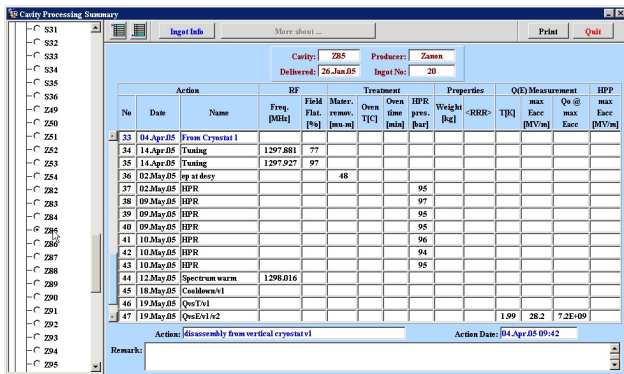 Cavity Processing Summary
Ingot Info More about ... Print Quit
S31
S32
S33
S34
S35
S36
Z49
Z50
Z51
Z52
Z53
Z54
Z82
Z83
Z84
Z85
Z86
Z87
Z88
Z89
Z90
Z91
Z92
Z93
Z94
Z95
Cavity: Z85 Producer: Zanon
Delivered: 26.Jan.05 Ingot No: 20
Action RF Treatment Properties Q(E) Measurement HPP
No Date Name Freq. [MHz] Field Flat. [%] Mater. remov. [mu-m] Oven T[C] Oven time [min] HPR pres. [bar] Weight [kg] <RRR> T[K] max Eacc [MV/m] Qo @ max Eacc max Eacc [MV/m]
33 04.Apr.05 From Cryostat 1
34 14.Apr.05 Tuning 1297.881 77
35 14.Apr.05 Tuning 1297.927 97
36 02.May.05 ep at desy 48
37 02.May.05 HPR 95
38 09.May.05 HPR 97
39 09.May.05 HPR 95
40 09.May.05 HPR 95
41 10.May.05 HPR 96
42 10.May.05 HPR 94
43 10.May.05 HPR 95
44 12.May.05 Spectrum warm 1298.016
45 18.May.05 Cooldown/v1
46 19.May.05 QvsT/v1
47 19.May.05 QvsE/v1/v2 1.99 28.2 7.2E+09
Action: disassembly from vertical cryostat v1 Action Date: 04.Apr.05 09:42
Remark: